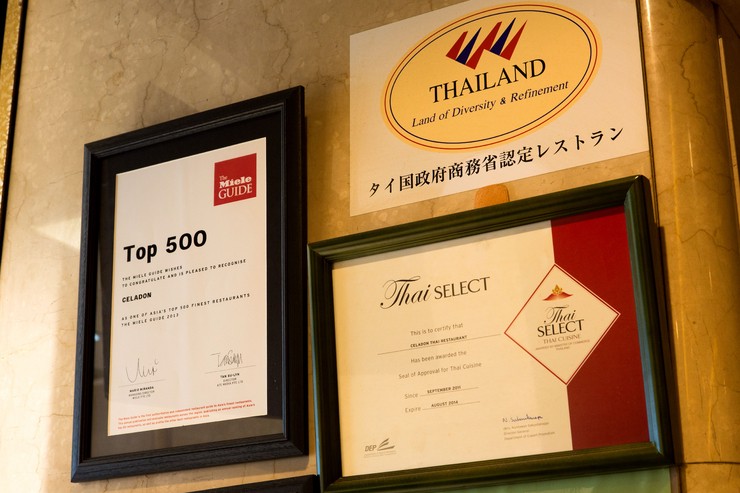 THAILAND
Land of Diversity & Refinement
タイ国政府商務省認定レストラン
The
Miele
GUIDE
Top 500
THE MIELE GUIDE WISHES
TO CONGRATULATE AND IS PLEASED TO RECOGNISE
CELADON
AS ONE OF ASIA'S TOP 500 FINEST RESTAURANTS
THE MIELE GUIDE 2013
Thai SELECT
This is to certify that
CELADON THAI RESTAURANT
Has been awarded the
Seal of Approval for Thai Cuisine
Since SEPTEMBER 2011
Expiry AUGUST 2014
DEP
Thai
SELECT
THAI CUISINE